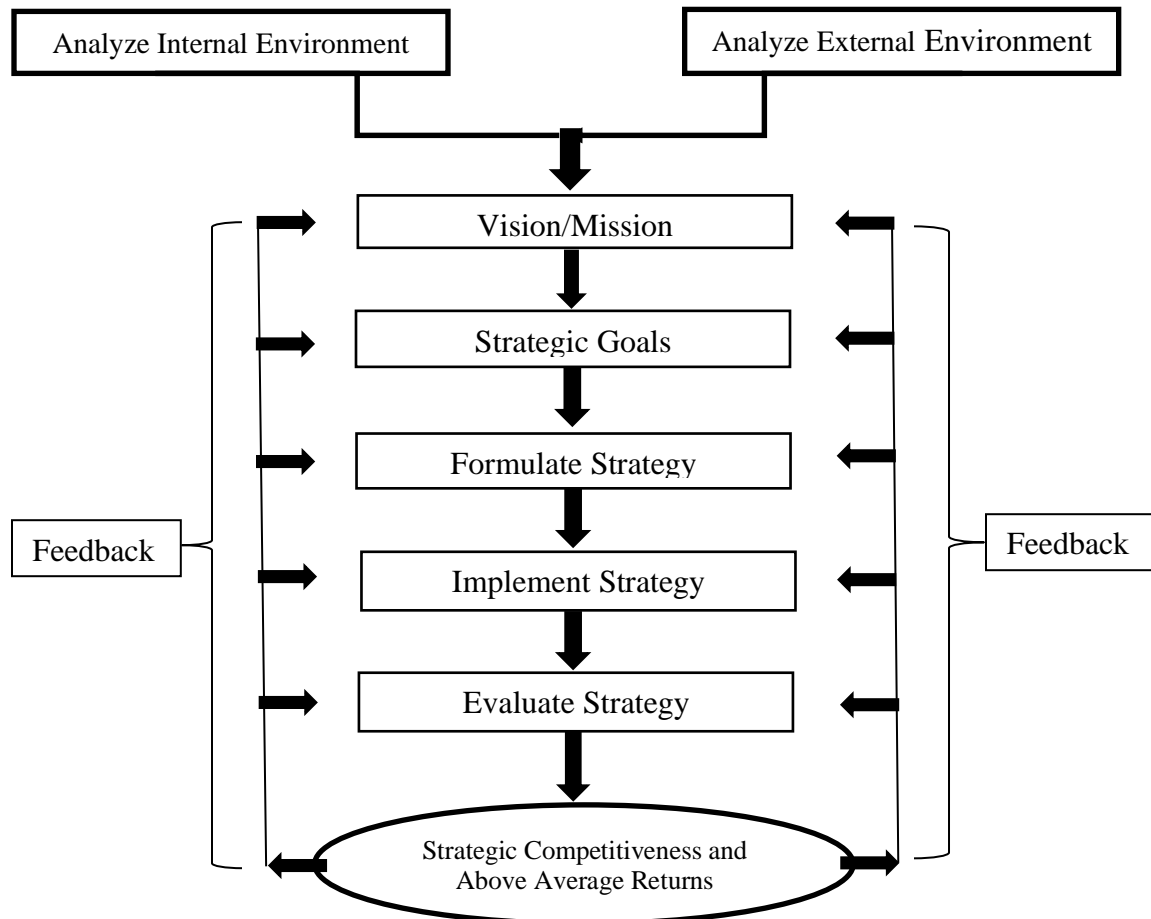 Analyze Internal Environment
Analyze External Environment
Vision/Mission
Strategic Goals
Formulate Strategy
Feedback
Feedback
Implement Strategy
Evaluate Strategy
Strategic Competitiveness and
Above Average Returns